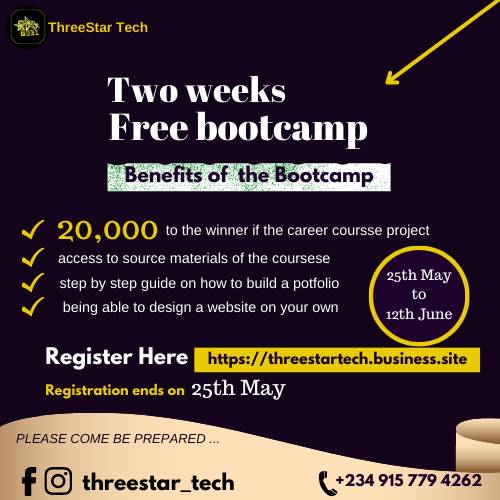 ThreeStar Tech
Two weeks
Free bootcamp
Benefits of the Bootcamp
20,000 to the winner if the career coursse project
access to source materials of the coursese
step by step guide on how to build a potfolio
being able to design a website on your own
25th May
to
12th June
Register Here https://threestartech.business.site
Registration ends on 25th May
PLEASE COME BE PREPARED ...
threestar_tech
+234 915 779 4262